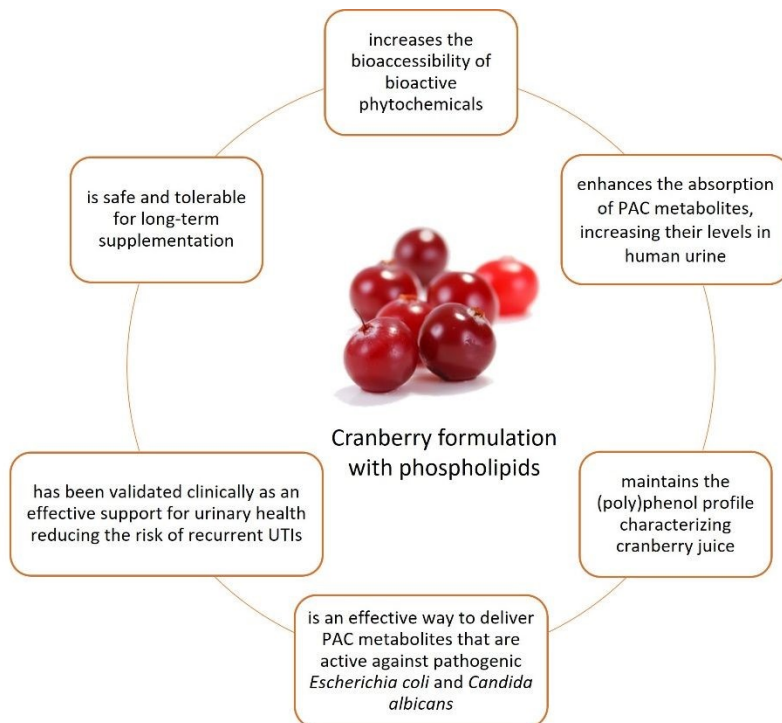 increases the
bioaccessibility of
bioactive
phytochemicals
enhances the absorption
of PAC metabolites,
increasing their levels in
human urine
maintains the
(poly)phenol profile
characterizing
cranberry juice
is an effective way to deliver
PAC metabolites that are
active against pathogenic
Escherichia coli and Candida
albicans
has been validated clinically as an
effective support for urinary health
reducing the risk of recurrent UTIs
is safe and tolerable
for long-term
supplementation
Cranberry formulation
with phospholipids